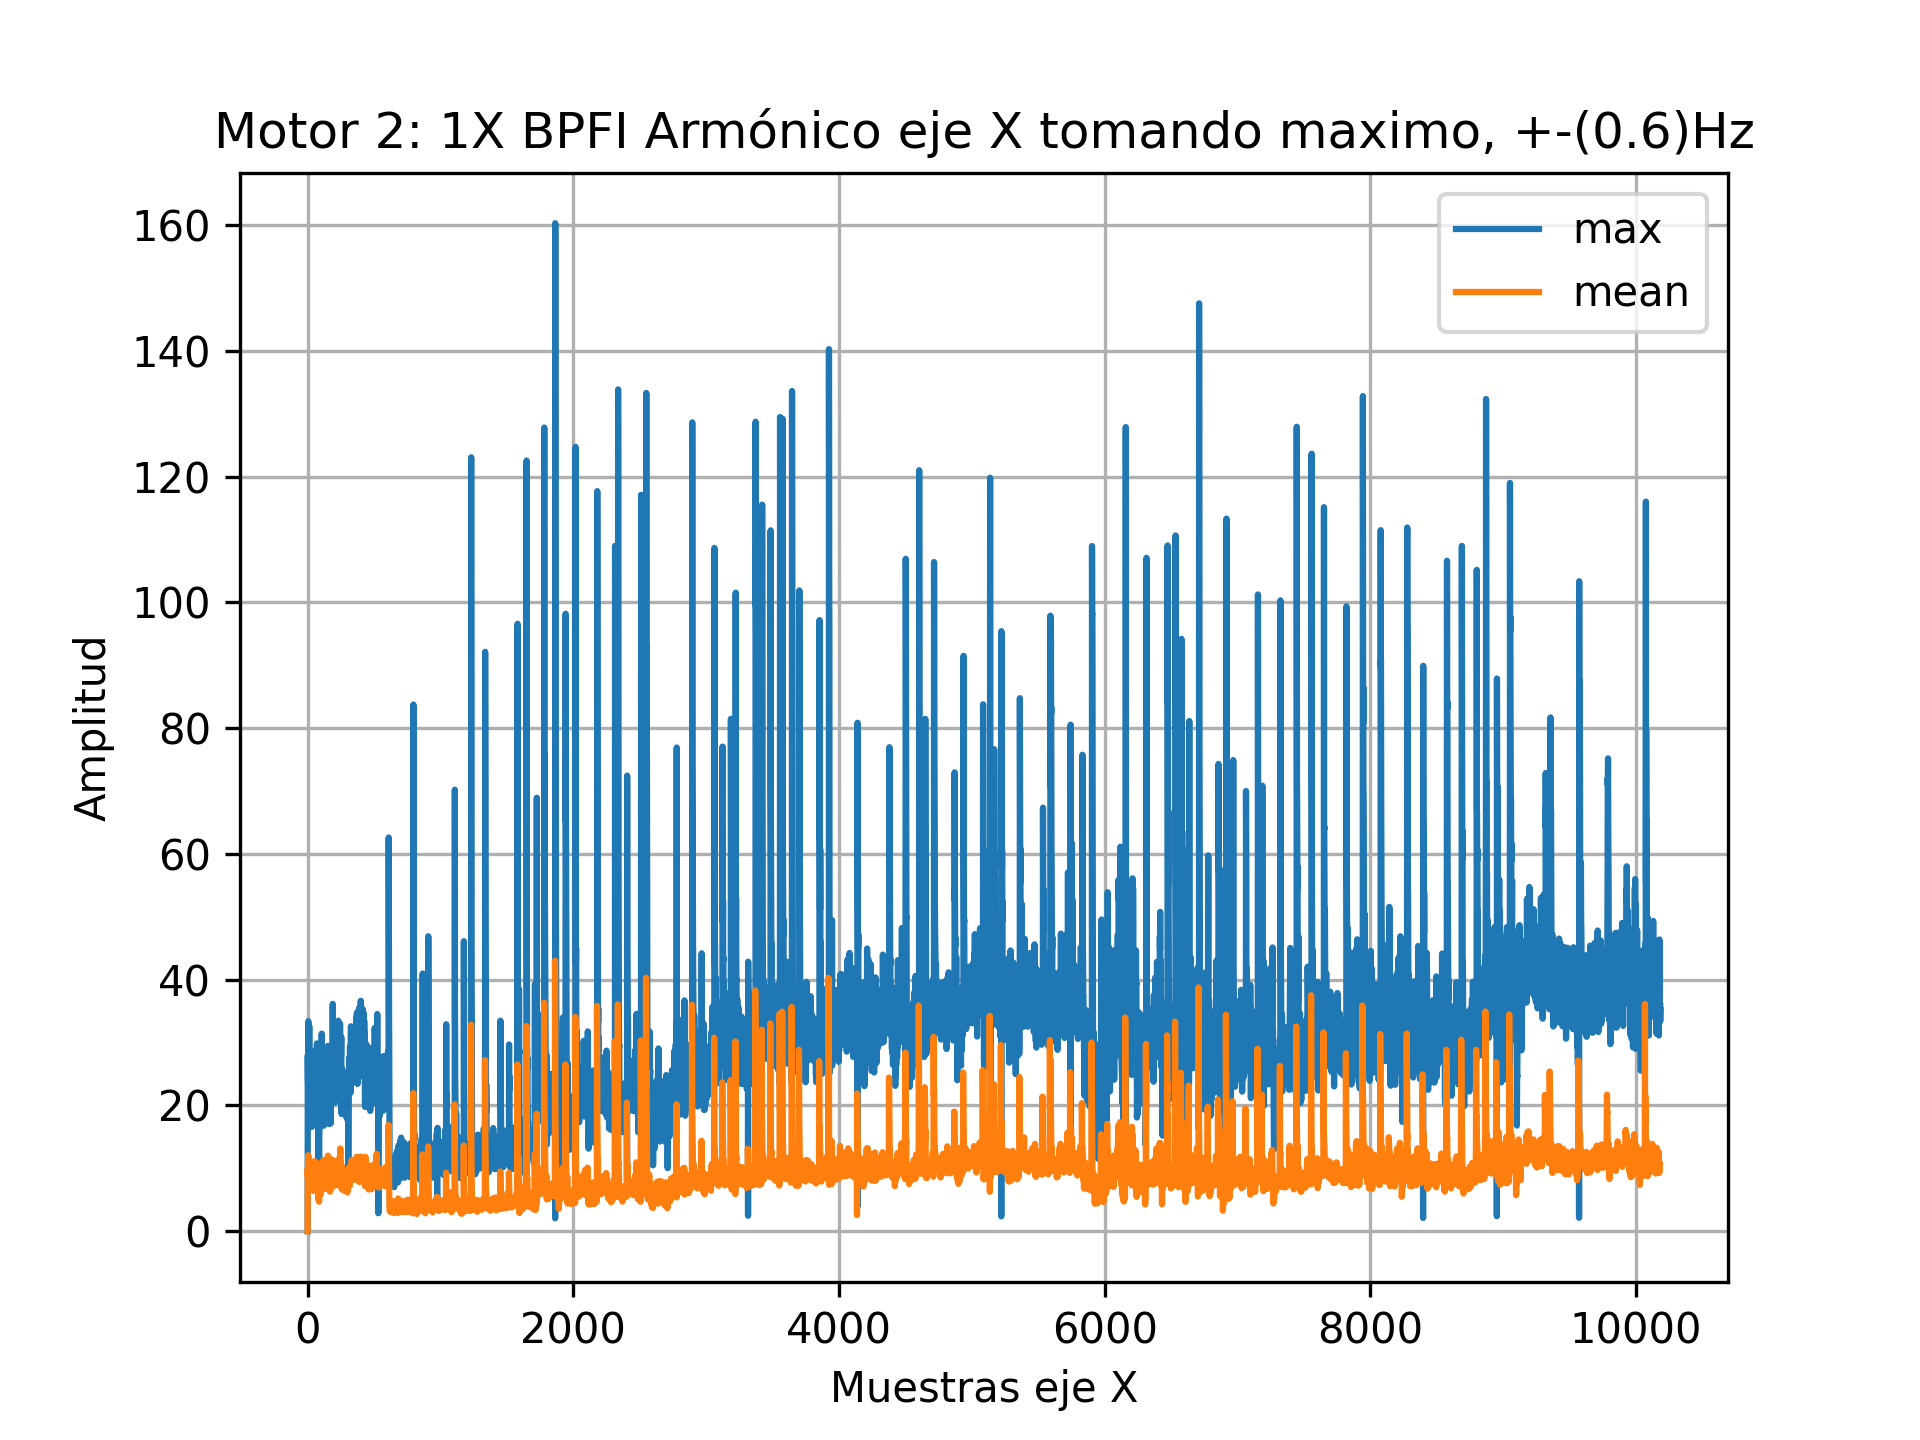 Motor 2: 1X BPFI Armónico eje X tomando maximo, +-(0.6)Hz
max
mean
160
140
120
100
80
60
40
20
0
Amplitud
0 2000 4000 6000 8000 10000
Muestras eje X